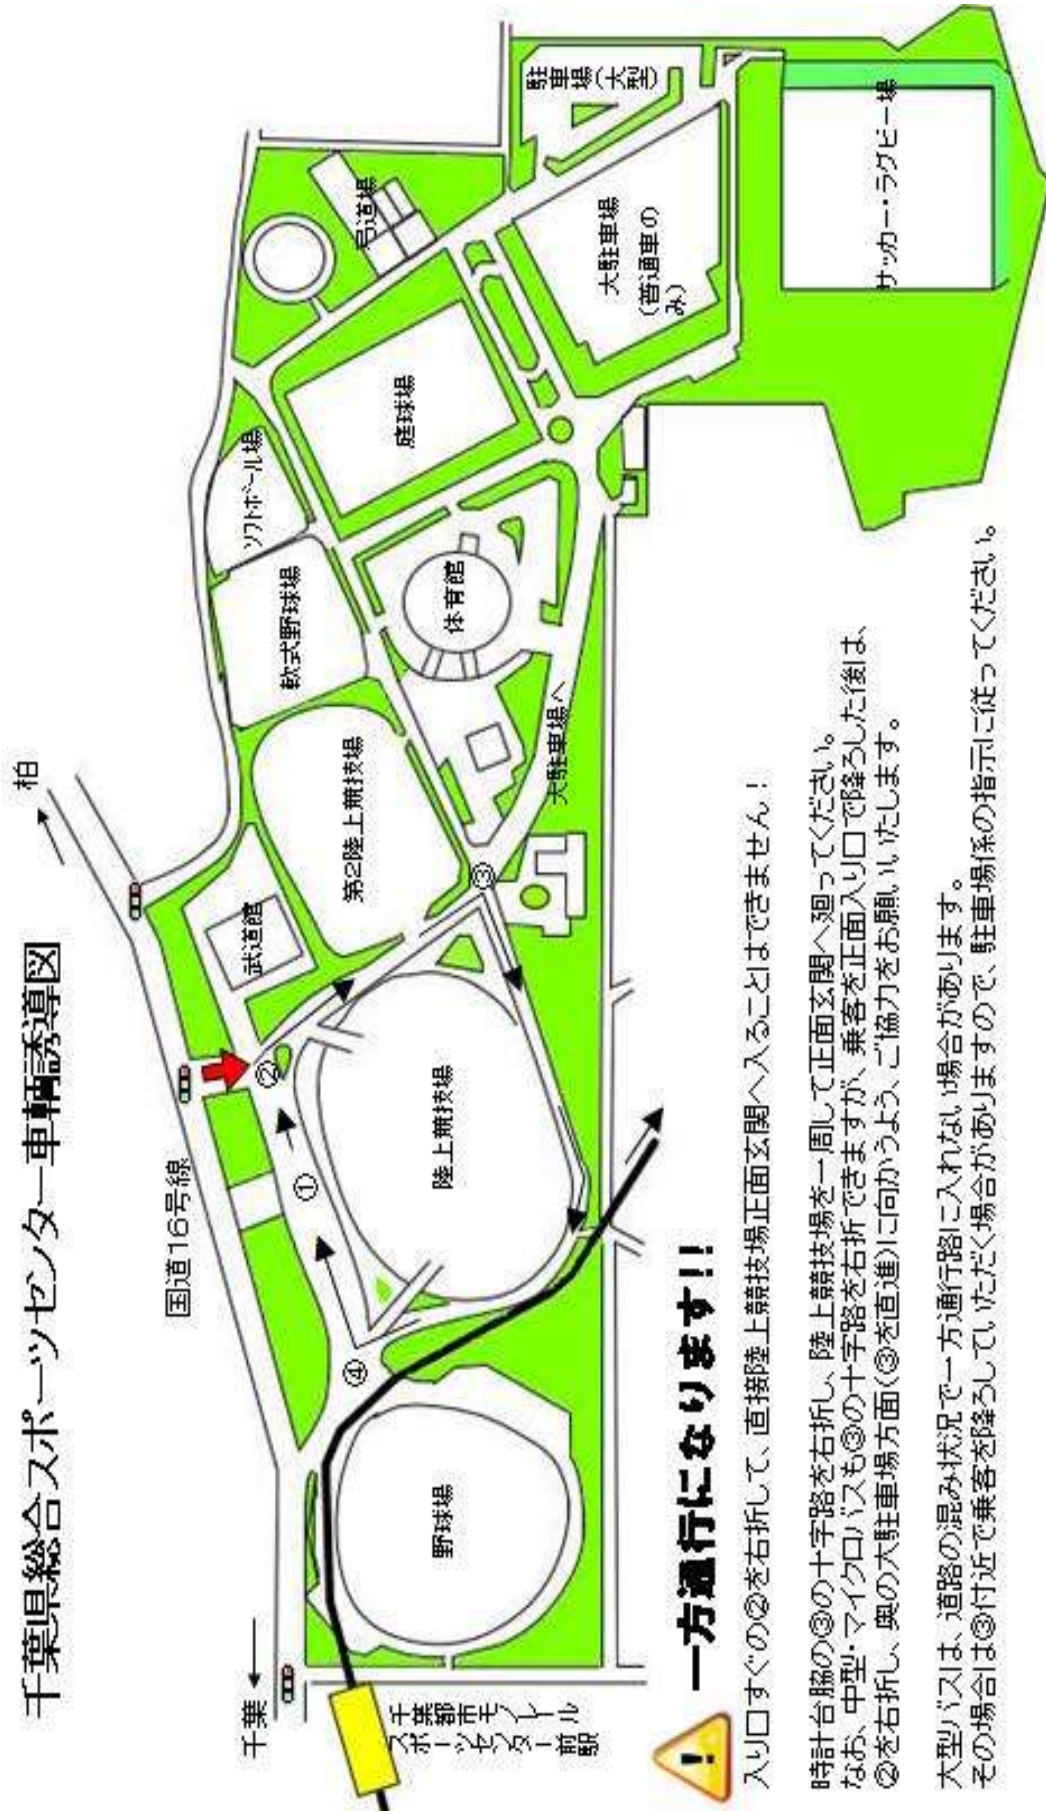 千葉県総合スポーツセンター車輌誘導図
柏
千葉
国道16号線
千葉都市モノレール
スポーツセンター前駅
野球場
④
①
②
③
陸上競技場
武道館
第2陸上競技場
軟式野球場
ソフトボール場
体育館
庭球場
弓道場
大駐車場へ
大駐車場
(普通車の
み)
駐車
場(大型)
サッカー・ラグビー場
! 一方通行になります!!
入り口すぐの②を右折して、直接陸上競技場正面玄関へ入ることはできません!
時計台脇の③の十字路を右折し、陸上競技場を一周して正面玄関へ廻ってください。
なお、中型・マイクロバスも③の十字路を右折できますが、乗客を正面入り口で降ろした後は、
②を右折し、奥の大駐車場方面(③を直進)に向かうよう、ご協力をお願いいたします。
大型バスは、道路の混み状況で一方通行路に入れない場合があります。
その場合は③付近で乗客を降ろしていただく場合がありますので、駐車場係の指示に従ってください。